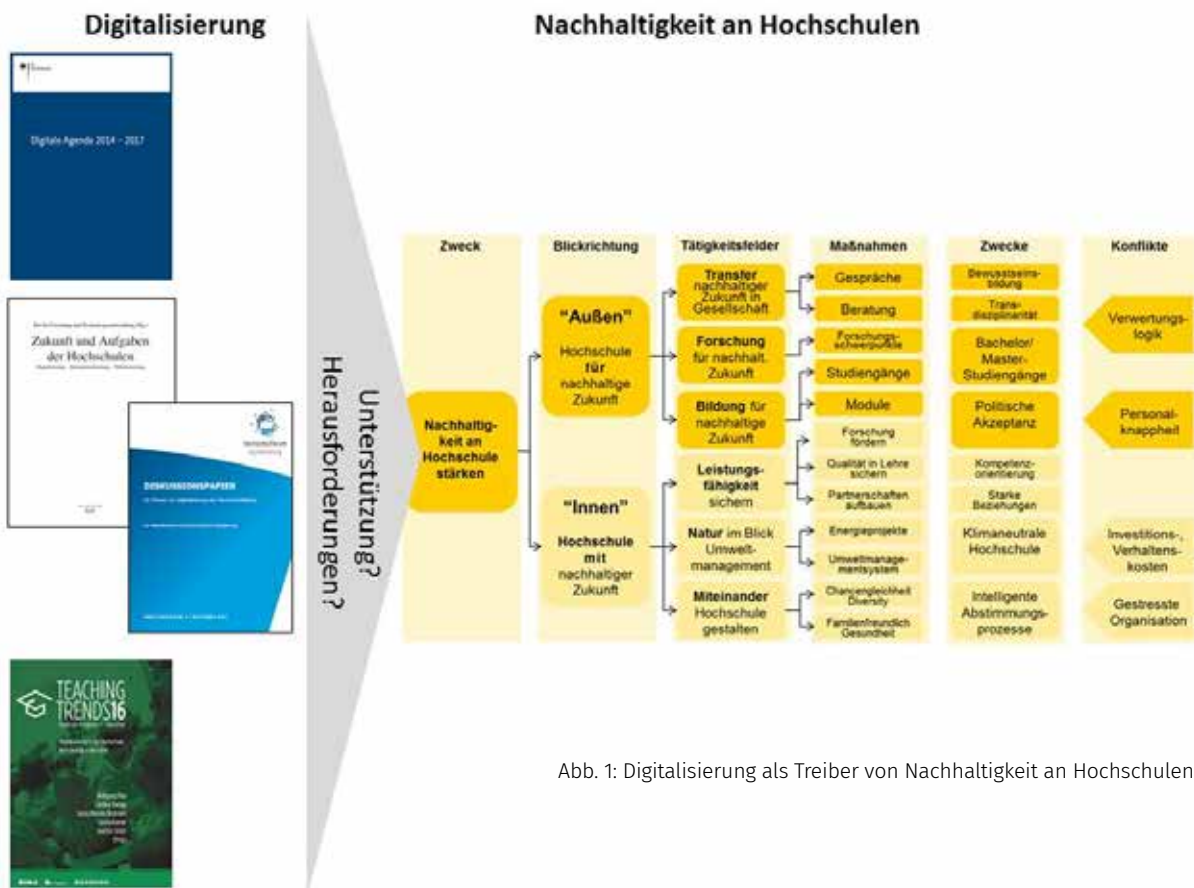 Digitalisierung
Nachhaltigkeit an Hochschulen
Digitale Agenda 2014 – 2017
Zukunft und Aufgaben
der Hochschulen
DISKUSSIONSPAPIER
TEACHING
TRENDS16
Unterstützung?
Herausforderungen?
Zweck
Nachhaltig-
keit an
Hochschule
stärken
Blickrichtung
"Außen"
Hochschule
für
nachhaltige
Zukunft
"Innen"
Hochschule
mit
nachhaltiger
Zukunft
Tätigkeitsfelder
Transfer
nachhaltiger
Zukunft in
Gesellschaft
Forschung
für nachhalt.
Zukunft
Bildung für
nachhaltige
Zukunft
Leistungs-
fähigkeit
sichern
Natur im Blick
Umwelt-
management
Miteinander
Hochschule
gestalten
Maßnahmen
Gespräche
Beratung
Forschungs-
schwerpunkte
Studiengänge
Module
Forschung
fördern
Qualität in Lehre
sichern
Partnerschaften
aufbauen
Energieprojekte
Umweltmanage-
mentsystem
Chancengleichheit
Diversity
Familienfreundlich
Gesundheit
Zwecke
Bewusstseins-
bildung
Trans-
disziplinarität
Bachelor/
Master-
Studiengänge
Politische
Akzeptanz
Kompetenz-
orientierung
Starke
Beziehungen
Klimaneutrale
Hochschule
Intelligente
Abstimmungs-
prozesse
Konflikte
Verwertungs-
logik
Personal-
knappheit
Investitions-,
Verhaltens-
kosten
Gestresste
Organisation
Abb. 1: Digitalisierung als Treiber von Nachhaltigkeit an Hochschulen